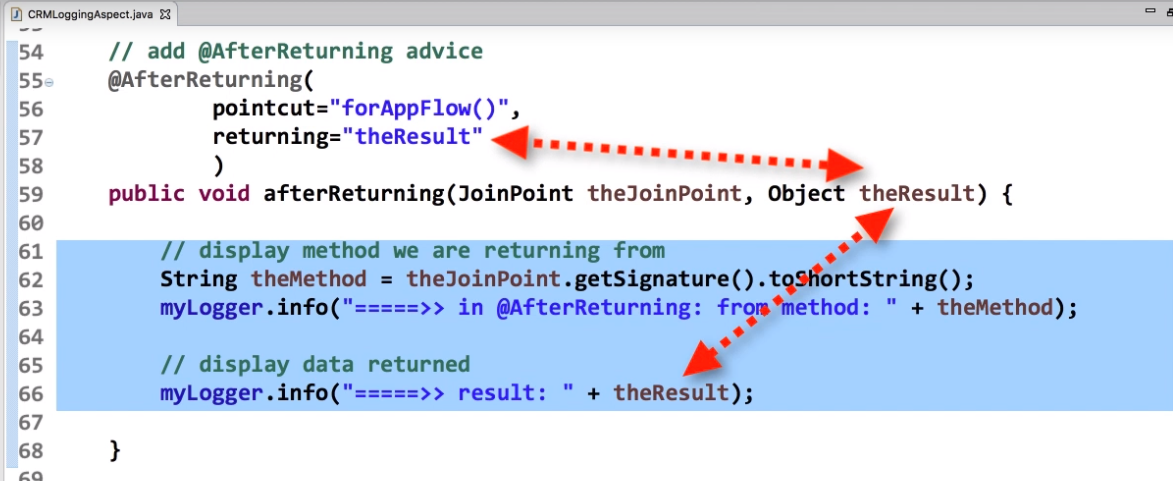 CRMLoggingAspect.java
53
54 // add @AfterReturning advice
55 @AfterReturning(
56 pointcut="forAppFlow()",
57 returning="theResult"
58 )
59 public void afterReturning(JoinPoint theJoinPoint, Object theResult) {
60
61 // display method we are returning from
62 String theMethod = theJoinPoint.getSignature().toShortString();
63 myLogger.info("=====>> in @AfterReturning: from method: " + theMethod);
64
65 // display data returned
66 myLogger.info("=====>> result: " + theResult);
67
68 }
69